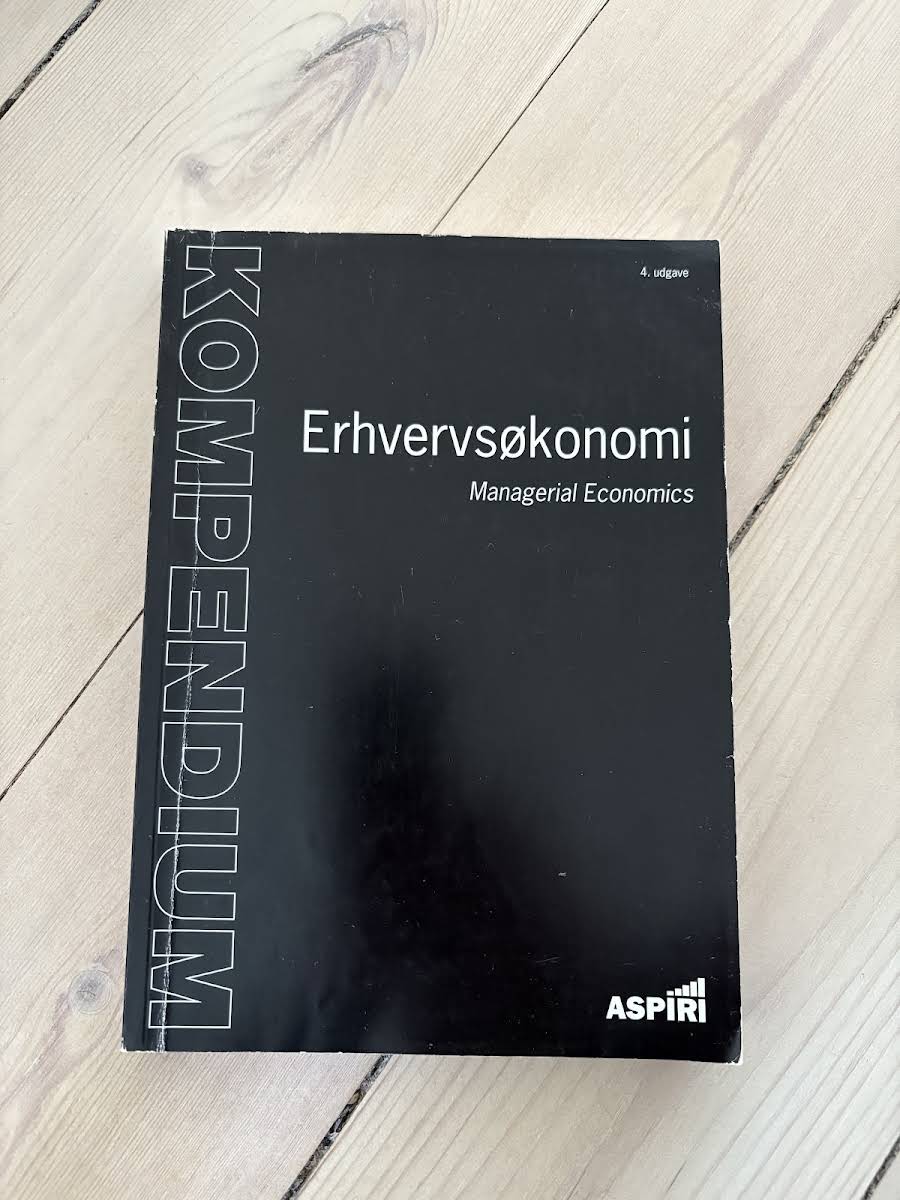 KOMPENDIUM
4. udgave
Erhvervsøkonomi
Managerial Economics
ASPIRI